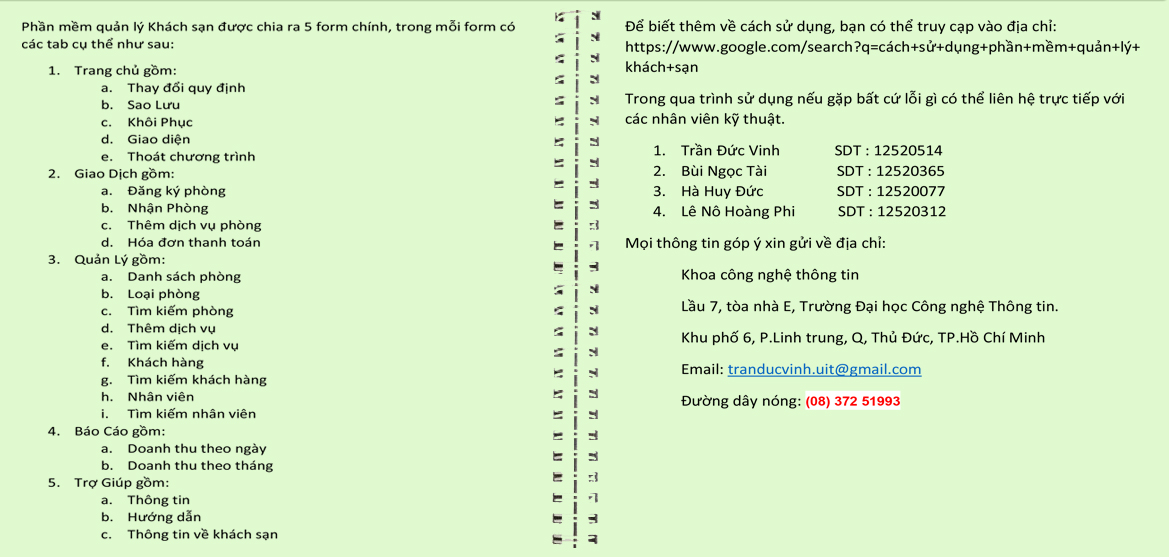 Phần mềm quản lý Khách sạn được chia ra 5 form chính, trong mỗi form có
các tab cụ thể như sau:
1. Trang chủ gồm:
a. Thay đổi quy định
b. Sao Lưu
c. Khôi Phục
d. Giao diện
e. Thoát chương trình
2. Giao Dịch gồm:
a. Đăng ký phòng
b. Nhận Phòng
c. Thêm dịch vụ phòng
d. Hóa đơn thanh toán
3. Quản Lý gồm:
a. Danh sách phòng
b. Loại phòng
c. Tìm kiếm phòng
d. Thêm dịch vụ
e. Tìm kiếm dịch vụ
f. Khách hàng
g. Tìm kiếm khách hàng
h. Nhân viên
i. Tìm kiếm nhân viên
4. Báo Cáo gồm:
a. Doanh thu theo ngày
b. Doanh thu theo tháng
5. Trợ Giúp gồm:
a. Thông tin
b. Hướng dẫn
c. Thông tin về khách sạn
Để biết thêm về cách sử dụng, bạn có thể truy cạp vào địa chỉ:
https://www.google.com/search?q=cách+sử+dụng+phần+mềm+quản+lý+
khách+sạn
Trong qua trình sử dụng nếu gặp bất cứ lỗi gì có thể liên hệ trực tiếp với
các nhân viên kỹ thuật.
1. Trần Đức Vinh SDT : 12520514
2. Bùi Ngọc Tài SDT : 12520365
3. Hà Huy Đức SDT : 12520077
4. Lê Nô Hoàng Phi SDT : 12520312
Mọi thông tin góp ý xin gửi về địa chỉ:
Khoa công nghệ thông tin
Lầu 7, tòa nhà E, Trường Đại học Công nghệ Thông tin.
Khu phố 6, P.Linh trung, Q, Thủ Đức, TP.Hồ Chí Minh
Email: tranducvinh.uit@gmail.com
Đường dây nóng: (08) 372 51993